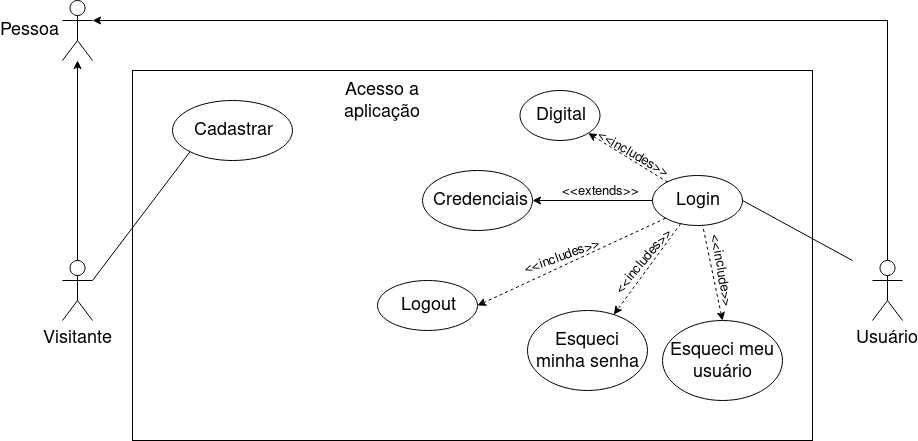 Pessoa
Acesso a
aplicação
Digital
Cadastrar
<<includes>>
<<extends>>
Credenciais
Login
<<includes>>
<<includes>>
<<include>>
Logout
Visitante
Usuário
Esqueci
minha senha
Esqueci meu
usuário